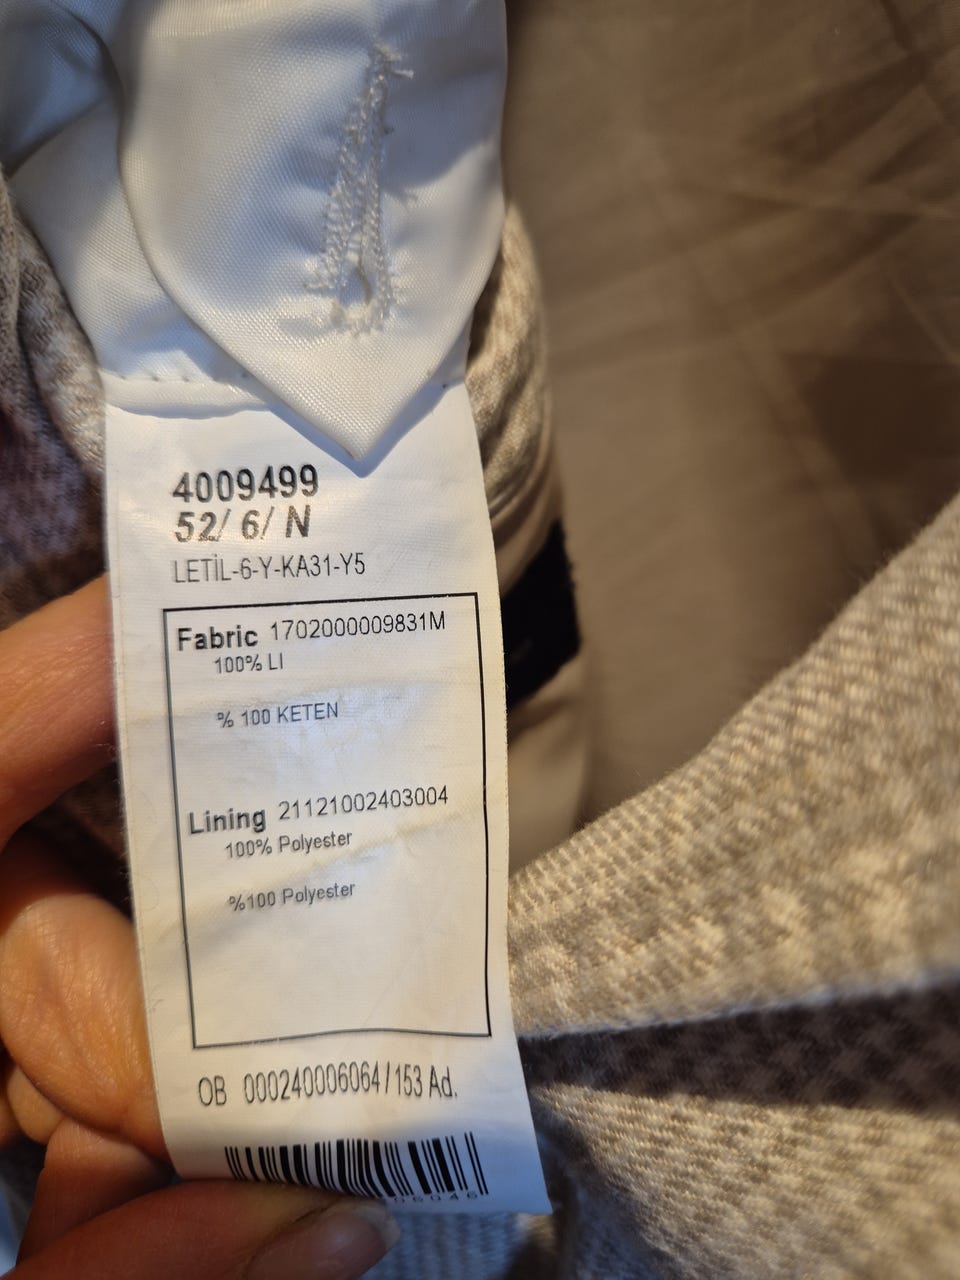 4009499
52/ 6/ N
LETİL-6-Y-KA31-Y5
Fabric 1702000009831M
100% LI
% 100 KETEN
Lining 21121002403004
100% Polyester
%100 Polyester
OB 000240006064/153 Ad.